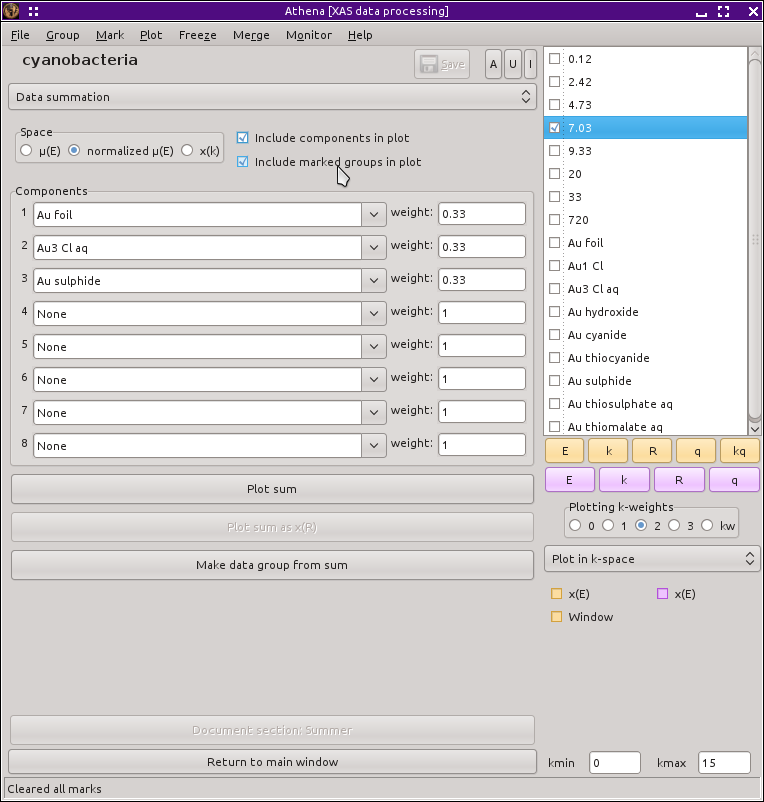 Athena [XAS data processing]
File Group Mark Plot Freeze Merge Monitor Help
cyanobacteria
Save
A U I
Data summation
Space
μ(E) normalized μ(E) χ(k)
Include components in plot
Include marked groups in plot
Components
1 Au foil weight: 0.33
2 Au3 Cl aq weight: 0.33
3 Au sulphide weight: 0.33
4 None weight: 1
5 None weight: 1
6 None weight: 1
7 None weight: 1
8 None weight: 1
Plot sum
Plot sum as χ(R)
Make data group from sum
Document section: Summer
Return to main window
Cleared all marks
0.12
2.42
4.73
7.03
9.33
20
33
720
Au foil
Au1 Cl
Au3 Cl aq
Au hydroxide
Au cyanide
Au thiocyanide
Au sulphide
Au thiosulphate aq
Au thiomalate aq
E k R q kq
E k R q
Plotting k-weights
0 1 2 3 kw
Plot in k-space
χ(E) χ(E)
Window
kmin 0 kmax 15